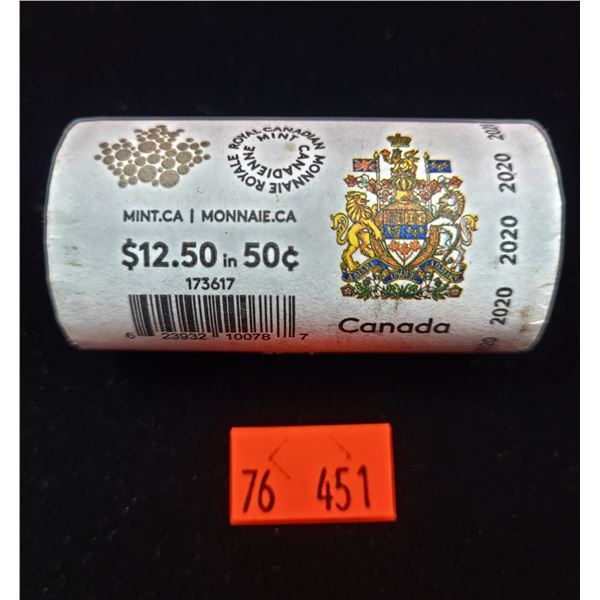 ROYAL CANADIAN MINT
MONNAIE ROYALE CANADIENNE
MINT.CA | MONNAIE.CA
$12.50 in 50¢
173617
6 23932 10078 7
Canada
2020
2020
2020
2020
2020
76 451